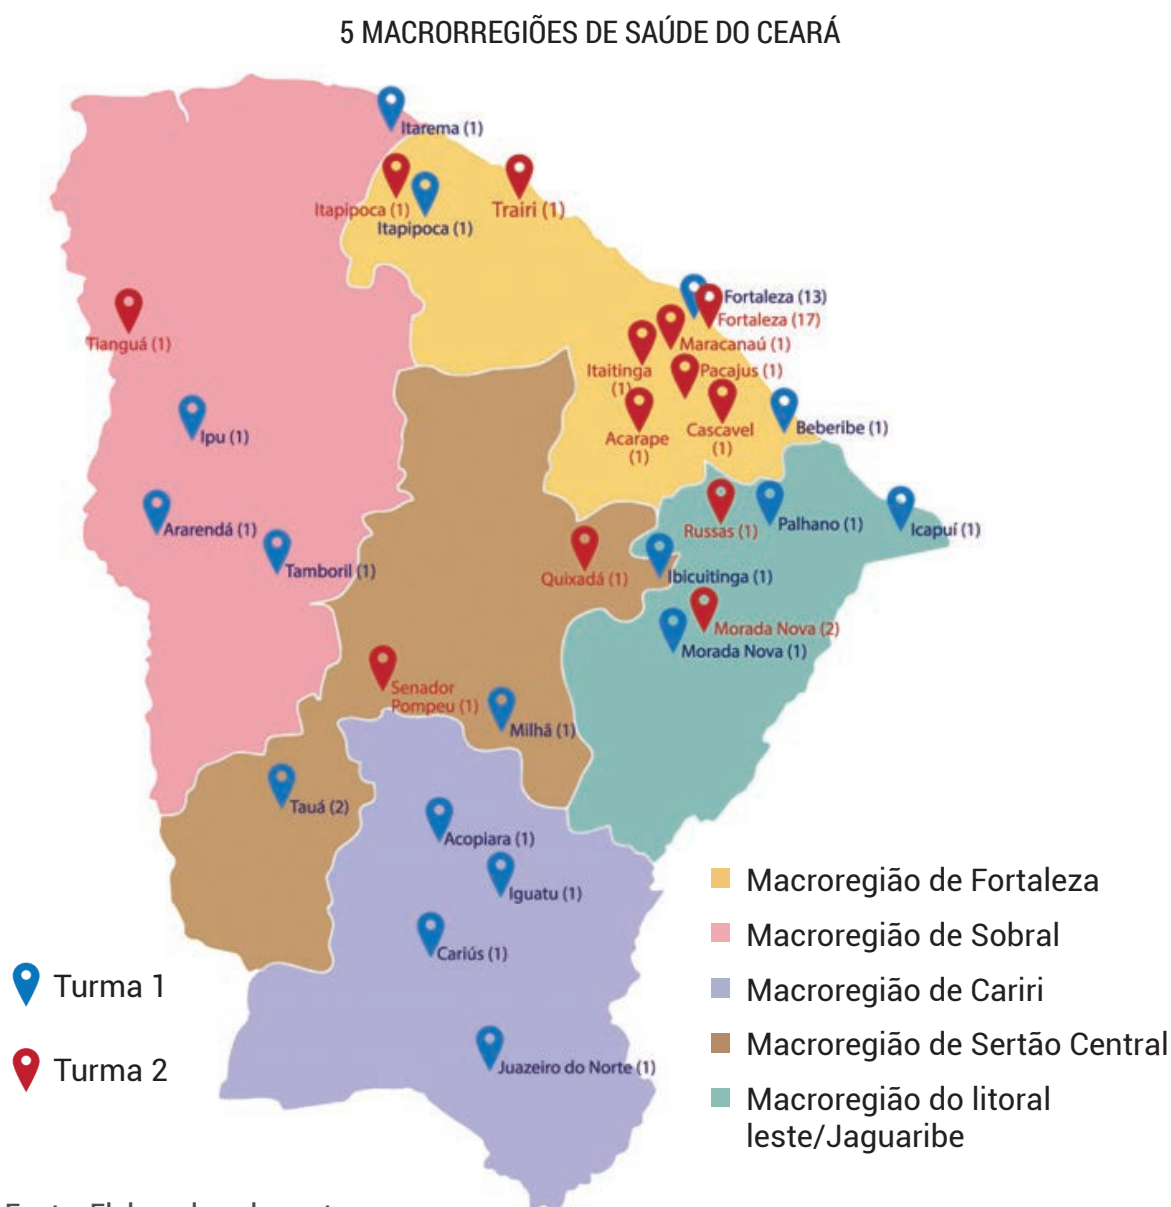 5 MACRORREGIÕES DE SAÚDE DO CEARÁ
Itarema (1)
Itapipoca (1)
Trairi (1)
Itapipoca (1)
Fortaleza (13)
Fortaleza (17)
Tianguá (1)
Maracanaú (1)
Itaitinga
(1)
Pacajus (1)
Ipu (1)
Acarape
(1)
Cascavel
(1)
Beberibe (1)
Ararendá (1)
Russas (1)
Palhano (1)
Icapuí (1)
Tamboril (1)
Quixadá (1)
Ibicuitinga (1)
Morada Nova (2)
Morada Nova (1)
Senador
Pompeu (1)
Milhã (1)
Tauá (2)
Acopiara (1)
Iguatu (1)
Cariús (1)
Juazeiro do Norte (1)
Turma 1
Turma 2
Macroregião de Fortaleza
Macroregião de Sobral
Macroregião de Cariri
Macroregião de Sertão Central
Macroregião do litoral
leste/Jaguaribe